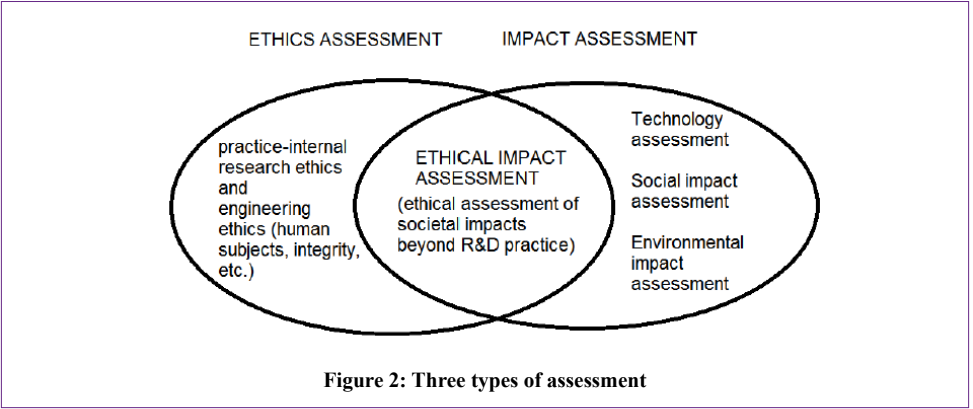 ETHICS ASSESSMENT
IMPACT ASSESSMENT
practice-internal
research ethics
and
engineering
ethics (human
subjects, integrity,
etc.)
ETHICAL IMPACT
ASSESSMENT
(ethical assessment of
societal impacts
beyond R&D practice)
Technology
assessment
Social impact
assessment
Environmental
impact
assessment
Figure 2: Three types of assessment